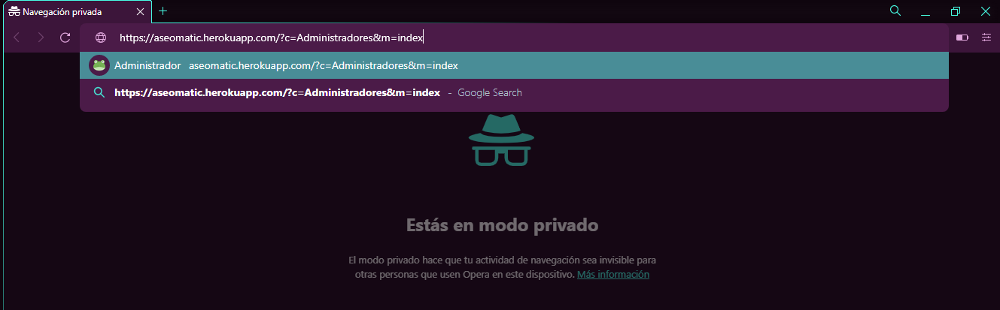 Navegación privada
https://aseomatic.herokuapp.com/?c=Administradores&m=index
Administrador aseomatic.herokuapp.com/?c=Administradores&m=index
https://aseomatic.herokuapp.com/?c=Administradores&m=index - Google Search
Estás en modo privado
El modo privado hace que tu actividad de navegación sea invisible para
otras personas que usen Opera en este dispositivo. Más información